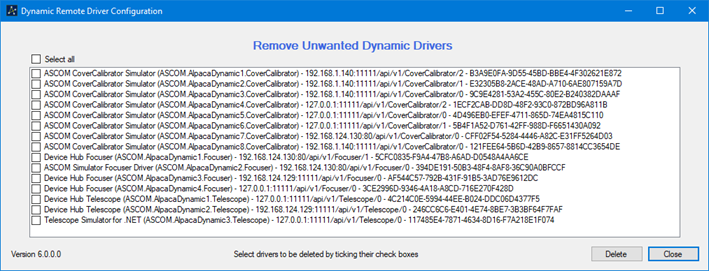 Dynamic Remote Driver Configuration
Remove Unwanted Dynamic Drivers
Select all
ASCOM CoverCalibrator Simulator (ASCOM.AlpacaDynamic1.CoverCalibrator) - 192.168.1.140:11111/api/v1/CoverCalibrator/2 - B3A9E0FA-9D55-45BD-BBE4-4F302621E872
ASCOM CoverCalibrator Simulator (ASCOM.AlpacaDynamic2.CoverCalibrator) - 192.168.1.140:11111/api/v1/CoverCalibrator/1 - E32305B8-2ACE-48AD-A710-6AE807159A7D
ASCOM CoverCalibrator Simulator (ASCOM.AlpacaDynamic3.CoverCalibrator) - 192.168.1.140:11111/api/v1/CoverCalibrator/0 - 9C9E4281-53A2-455C-80E2-B240382DAAAF
ASCOM CoverCalibrator Simulator (ASCOM.AlpacaDynamic4.CoverCalibrator) - 127.0.0.1:11111/api/v1/CoverCalibrator/2 - 1ECF2CAB-DD8D-48F2-93C0-872BD96A811B
ASCOM CoverCalibrator Simulator (ASCOM.AlpacaDynamic5.CoverCalibrator) - 127.0.0.1:11111/api/v1/CoverCalibrator/0 - 4D496EB0-EFEF-4711-865D-74EA4815C110
ASCOM CoverCalibrator Simulator (ASCOM.AlpacaDynamic6.CoverCalibrator) - 127.0.0.1:11111/api/v1/CoverCalibrator/1 - 5B4F1A52-D761-42FF-988D-F6651430A092
ASCOM CoverCalibrator Simulator (ASCOM.AlpacaDynamic7.CoverCalibrator) - 192.168.124.130:80/api/v1/CoverCalibrator/0 - CFF02F54-5284-4446-A82C-E31FF5264D03
ASCOM CoverCalibrator Simulator (ASCOM.AlpacaDynamic8.CoverCalibrator) - 192.168.1.140:11111/api/v1/CoverCalibrator/0 - 121FEE64-5B6D-42B9-8657-8814CC3654DE
Device Hub Focuser (ASCOM.AlpacaDynamic1.Focuser) - 192.168.124.130:80/api/v1/Focuser/1 - 5CFC0835-F9A4-47B8-A6AD-D0548A4AA6CE
ASCOM Simulator Focuser Driver (ASCOM.AlpacaDynamic2.Focuser) - 192.168.124.130:80/api/v1/Focuser/0 - 394DE191-50B3-48F4-8AF8-36C90A0BFCCF
Device Hub Focuser (ASCOM.AlpacaDynamic3.Focuser) - 192.168.124.129:11111/api/v1/Focuser/0 - AF544C57-792B-431F-91B5-3AD76E9612DC
Device Hub Focuser (ASCOM.AlpacaDynamic4.Focuser) - 127.0.0.1:11111/api/v1/Focuser/0 - 3CE2996D-9346-4A18-A8CD-716E270F428D
Device Hub Telescope (ASCOM.AlpacaDynamic1.Telescope) - 127.0.0.1:11111/api/v1/Telescope/0 - 4C214C0E-5994-44EE-B024-DDC06D4377F5
Device Hub Telescope (ASCOM.AlpacaDynamic2.Telescope) - 192.168.124.129:11111/api/v1/Telescope/0 - 246CC6C6-E401-4E74-8BE7-3B3BF64F7FAF
Telescope Simulator for .NET (ASCOM.AlpacaDynamic3.Telescope) - 127.0.0.1:11111/api/v1/Telescope/0 - 117485E4-7871-4634-8D16-F7A218E1F074
Version 6.0.0.0
Select drivers to be deleted by ticking their check boxes
Delete
Close